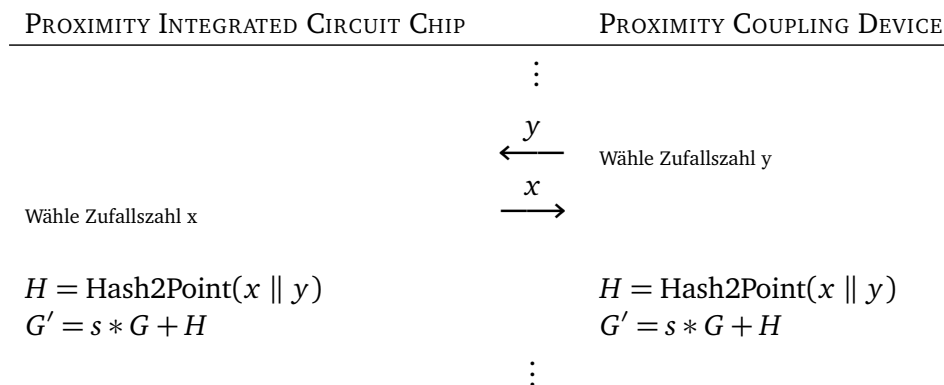 PROXIMITY INTEGRATED CIRCUIT CHIP PROXIMITY COUPLING DEVICE
⋮
y
← Wähle Zufallszahl y
x
Wähle Zufallszahl x →
H = Hash2Point(x ∥ y) H = Hash2Point(x ∥ y)
G′ = s ∗ G + H G′ = s ∗ G + H
⋮